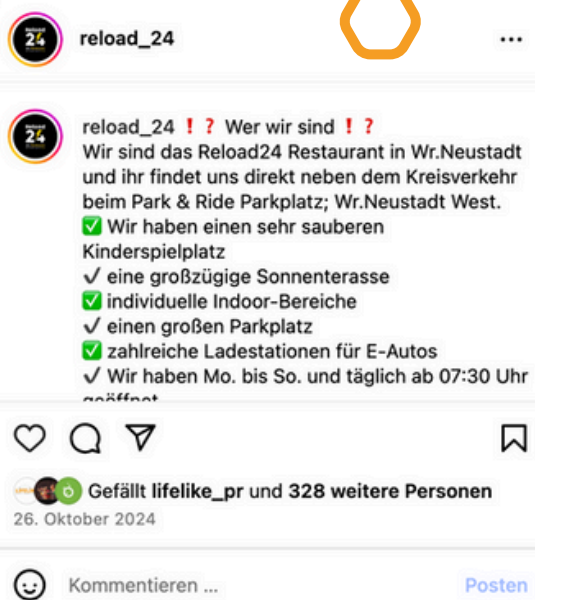 reload_24
reload_24 ❗❓ Wer wir sind ❗❓
Wir sind das Reload24 Restaurant in Wr.Neustadt
und ihr findet uns direkt neben dem Kreisverkehr
beim Park & Ride Parkplatz; Wr.Neustadt West.
✅ Wir haben einen sehr sauberen
Kinderspielplatz
✓ eine großzügige Sonnenterasse
✅ individuelle Indoor-Bereiche
✓ einen großen Parkplatz
✅ zahlreiche Ladestationen für E-Autos
✓ Wir haben Mo. bis So. und täglich ab 07:30 Uhr
geöffnet
Gefällt lifelike_pr und 328 weitere Personen
26. Oktober 2024
Kommentieren ...
Posten